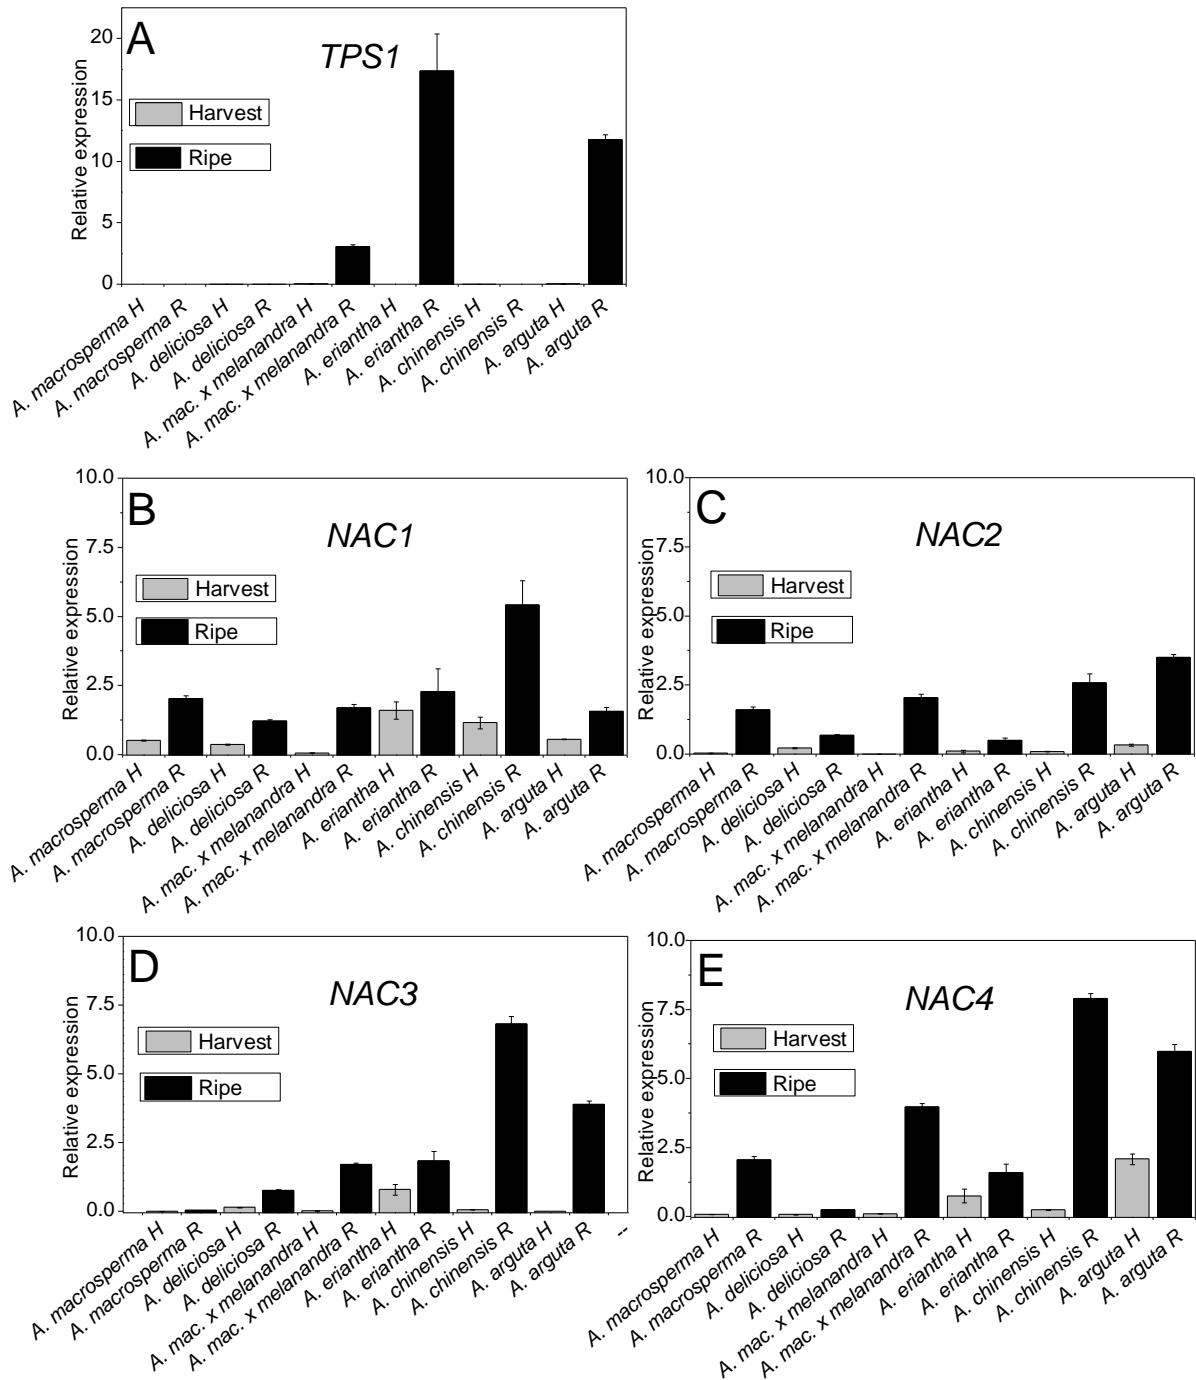 A
TPS1
Relative expression
20
15
10
5
0
Harvest
Ripe
A. macrosperma H
A. macrosperma R
A. deliciosa H
A. deliciosa R
A. mac. x melanandra H
A. mac. x melanandra R
A. eriantha H
A. eriantha R
A. chinensis H
A. chinensis R
A. arguta H
A. arguta R
B
NAC1
Relative expression
10.0
7.5
5.0
2.5
0.0
Harvest
Ripe
A. macrosperma H
A. macrosperma R
A. deliciosa H
A. deliciosa R
A. mac. x melanandra H
A. mac. x melanandra R
A. eriantha H
A. eriantha R
A. chinensis H
A. chinensis R
A. arguta H
A. arguta R
C
NAC2
Relative expression
10.0
7.5
5.0
2.5
0.0
Harvest
Ripe
A. macrosperma H
A. macrosperma R
A. deliciosa H
A. deliciosa R
A. mac. x melanandra H
A. mac. x melanandra R
A. eriantha H
A. eriantha R
A. chinensis H
A. chinensis R
A. arguta H
A. arguta R
D
NAC3
Relative expression
10.0
7.5
5.0
2.5
0.0
Harvest
Ripe
A. macrosperma H
A. macrosperma R
A. deliciosa H
A. deliciosa R
A. mac. x melanandra H
A. mac. x melanandra R
A. eriantha H
A. eriantha R
A. chinensis H
A. chinensis R
A. arguta H
A. arguta R
--
E
NAC4
Relative expression
10.0
7.5
5.0
2.5
0.0
Harvest
Ripe
A. macrosperma H
A. macrosperma R
A. deliciosa H
A. deliciosa R
A. mac. x melanandra H
A. mac. x melanandra R
A. eriantha H
A. eriantha R
A. chinensis H
A. chinensis R
A. arguta H
A. arguta R